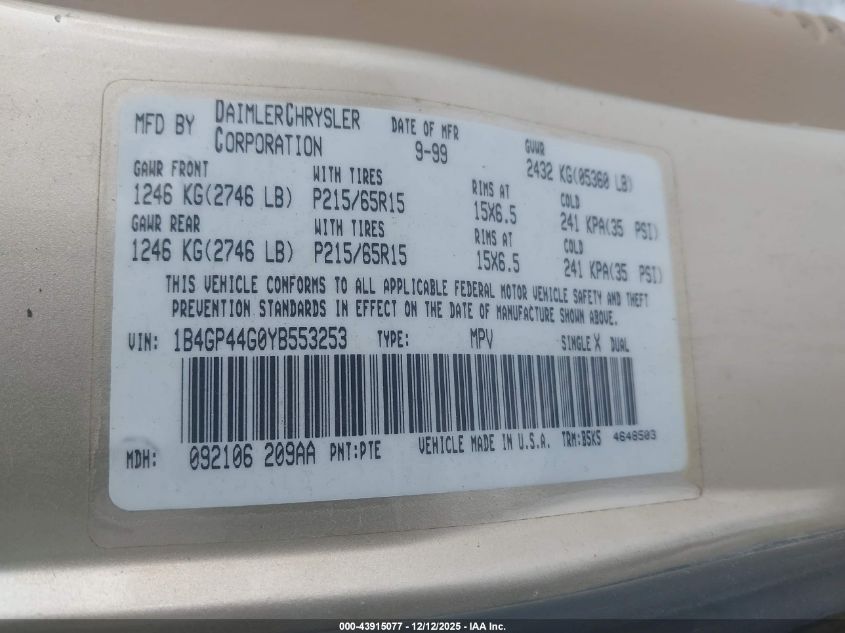 MFD BY DAIMLERCHRYSLER CORPORATION DATE OF MFR 9-99 GVWR 2432 KG(05360 LB)
GAWR FRONT WITH TIRES RIMS AT COLD
1246 KG(2746 LB) P215/65R15 15X6.5 241 KPA(35 PSI)
GAWR REAR WITH TIRES RIMS AT COLD
1246 KG(2746 LB) P215/65R15 15X6.5 241 KPA(35 PSI)
THIS VEHICLE CONFORMS TO ALL APPLICABLE FEDERAL MOTOR VEHICLE SAFETY AND THEFT
PREVENTION STANDARDS IN EFFECT ON THE DATE OF MANUFACTURE SHOWN ABOVE.
VIN: 1B4GP44G0YB553253 TYPE: MPV SINGLE X DUAL
MDH: 092106 209AA PNT:PTE VEHICLE MADE IN U.S.A. TRM:B5K5 4648503
000-43915077 - 12/12/2025 - IAA Inc.